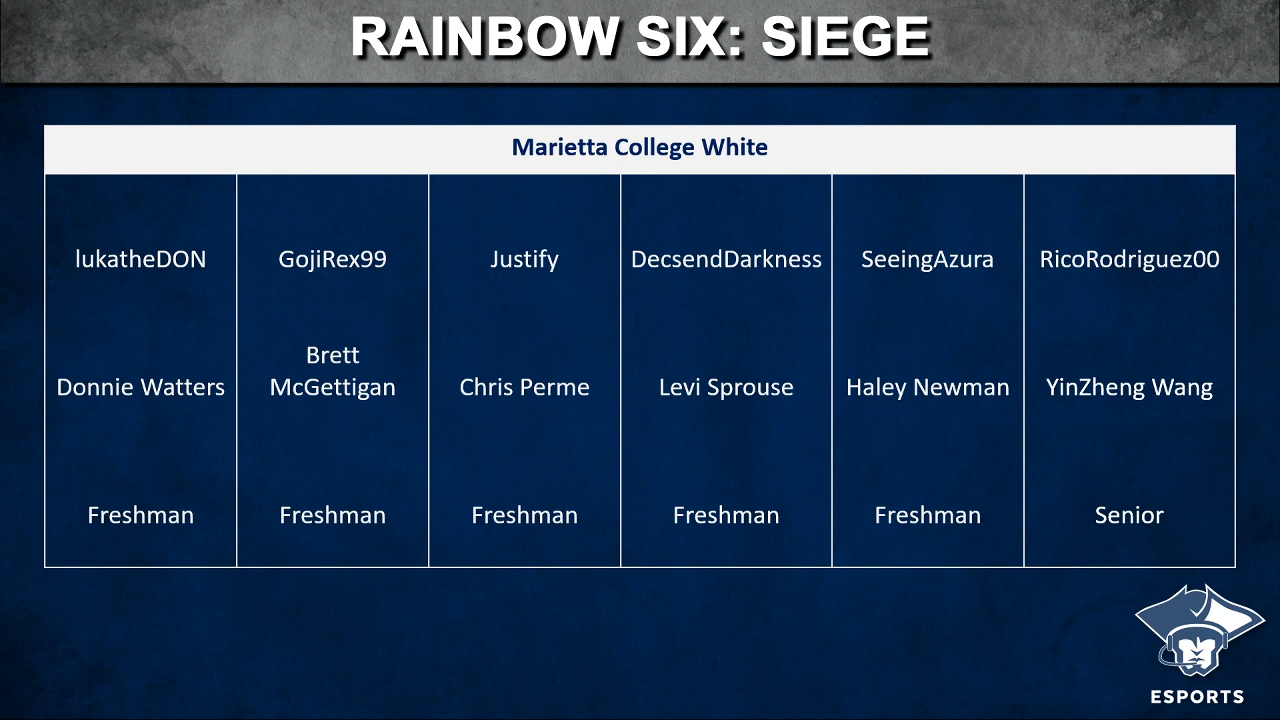 RAINBOW SIX: SIEGE
Marietta College White
lukatheDON GojiRex99 Justify DecsendDarkness SeeingAzura RicoRodriguez00
Brett
Donnie Watters McGettigan Chris Perme Levi Sprouse Haley Newman YinZheng Wang
Freshman Freshman Freshman Freshman Freshman Senior
ESPORTS